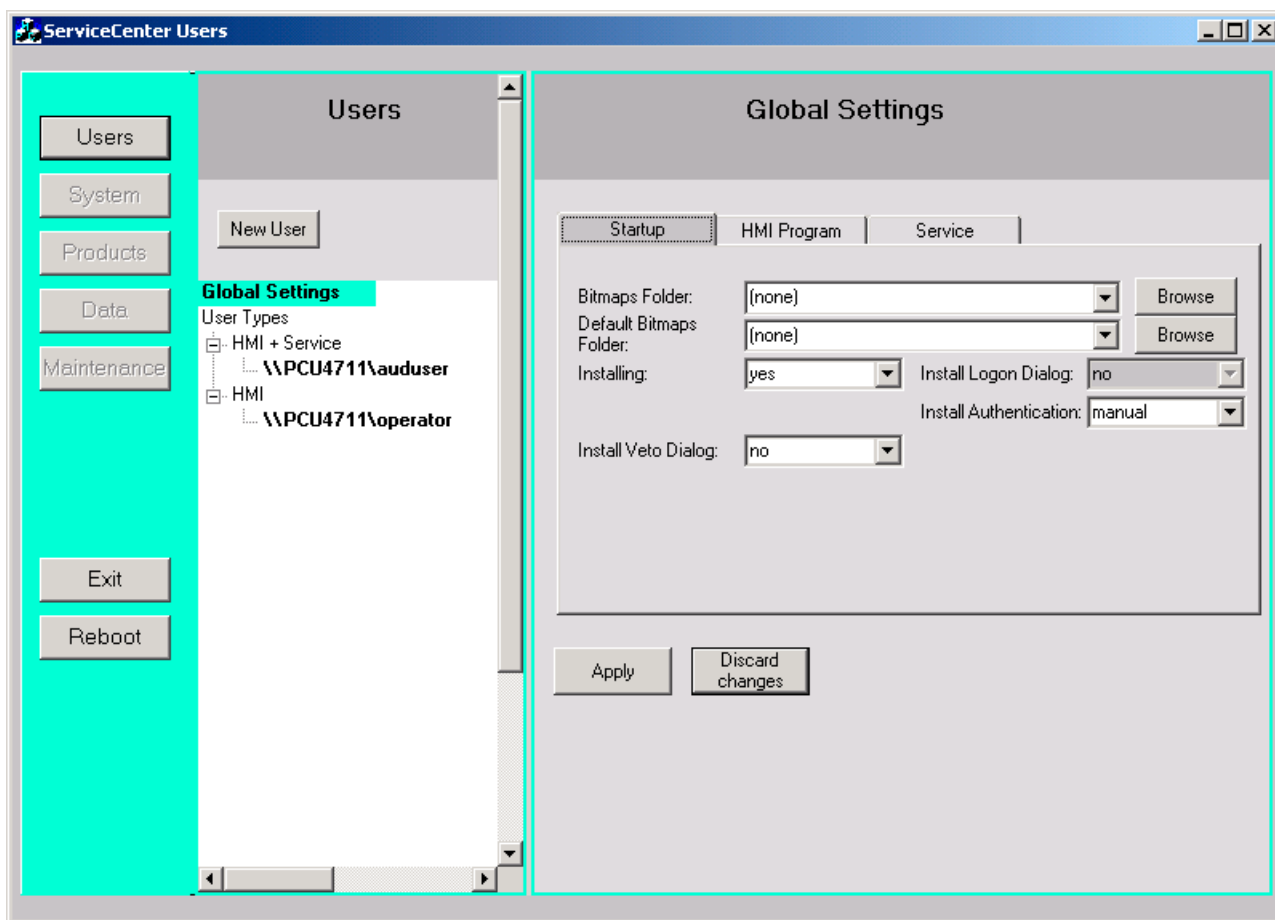 ServiceCenter Users
Users
System
Products
Data
Maintenance
Exit
Reboot
Users
New User
Global Settings
User Types
HMI + Service
\\PCU4711\auduser
HMI
\\PCU4711\operator
Global Settings
Startup HMI Program Service
Bitmaps Folder: (none) Browse
Default Bitmaps
Folder: (none) Browse
Installing: yes Install Logon Dialog: no
Install Authentication: manual
Install Veto Dialog: no
Apply
Discard
changes